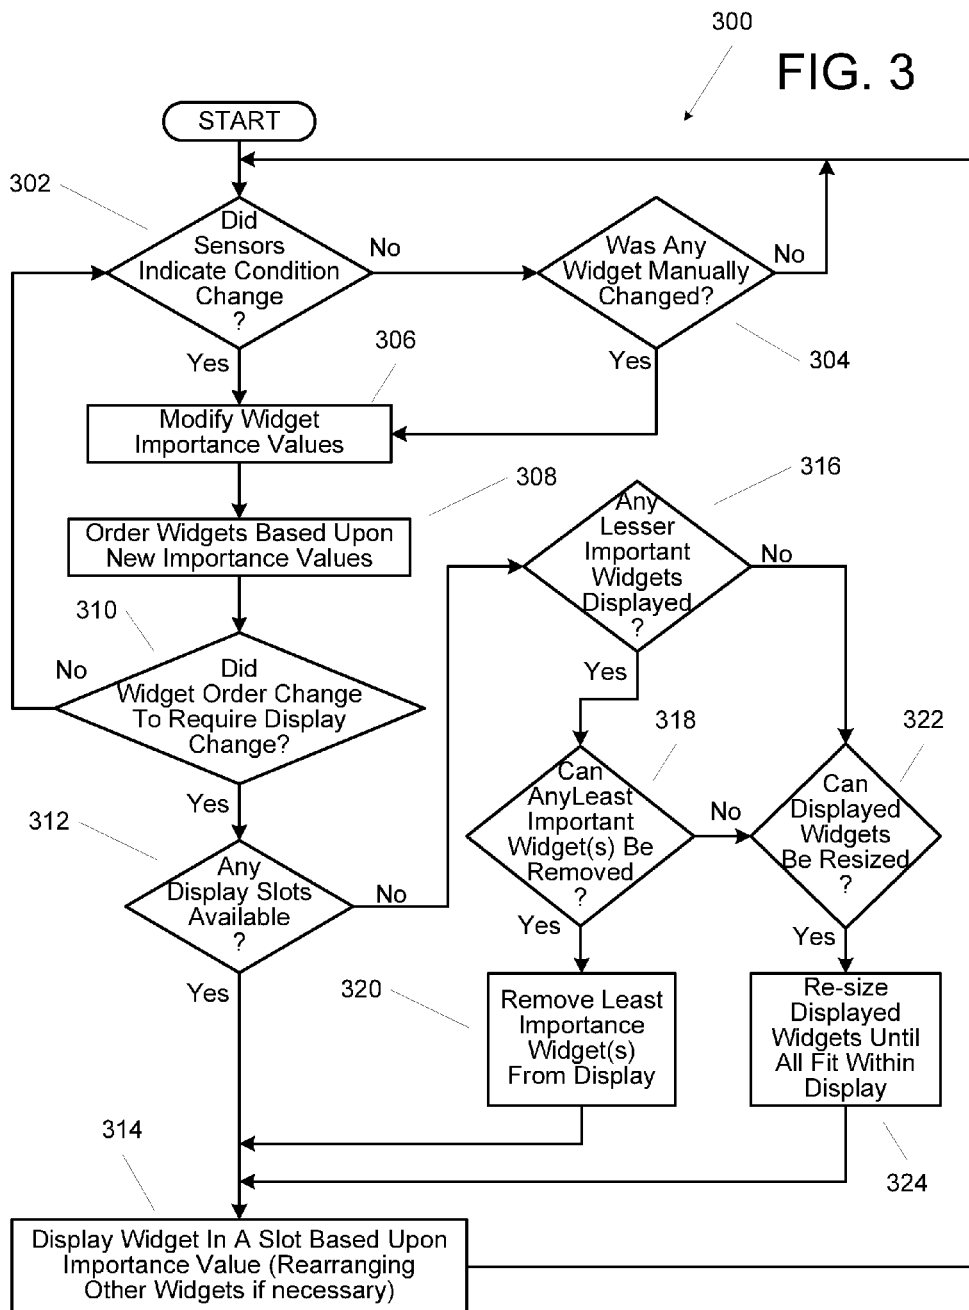 300
FIG. 3
START
302
Did
Sensors
Indicate Condition
Change
?
No
Was Any
Widget Manually
Changed?
No
304
Yes
Yes
306
Modify Widget
Importance Values
308
Order Widgets Based Upon
New Importance Values
310
Did
Widget Order Change
To Require Display
Change?
No
Yes
312
Any
Display Slots
Available
?
No
Yes
316
Any
Lesser
Important
Widgets
Displayed
?
No
Yes
318
Can
AnyLeast
Important
Widget(s) Be
Removed
?
No
Yes
322
Can
Displayed
Widgets
Be Resized
?
Yes
320
Remove Least
Importance
Widget(s)
From Display
Re-size
Displayed
Widgets Until
All Fit Within
Display
324
314
Display Widget In A Slot Based Upon
Importance Value (Rearranging
Other Widgets if necessary)